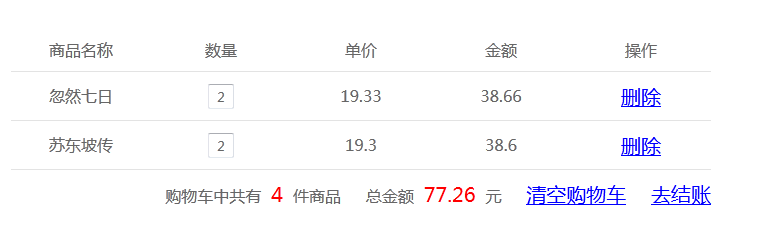 商品名称 数量 单价 金额 操作
忽然七日 2 19.33 38.66 删除
苏东坡传 2 19.3 38.6 删除
购物车中共有 4 件商品 总金额 77.26 元 清空购物车 去结账